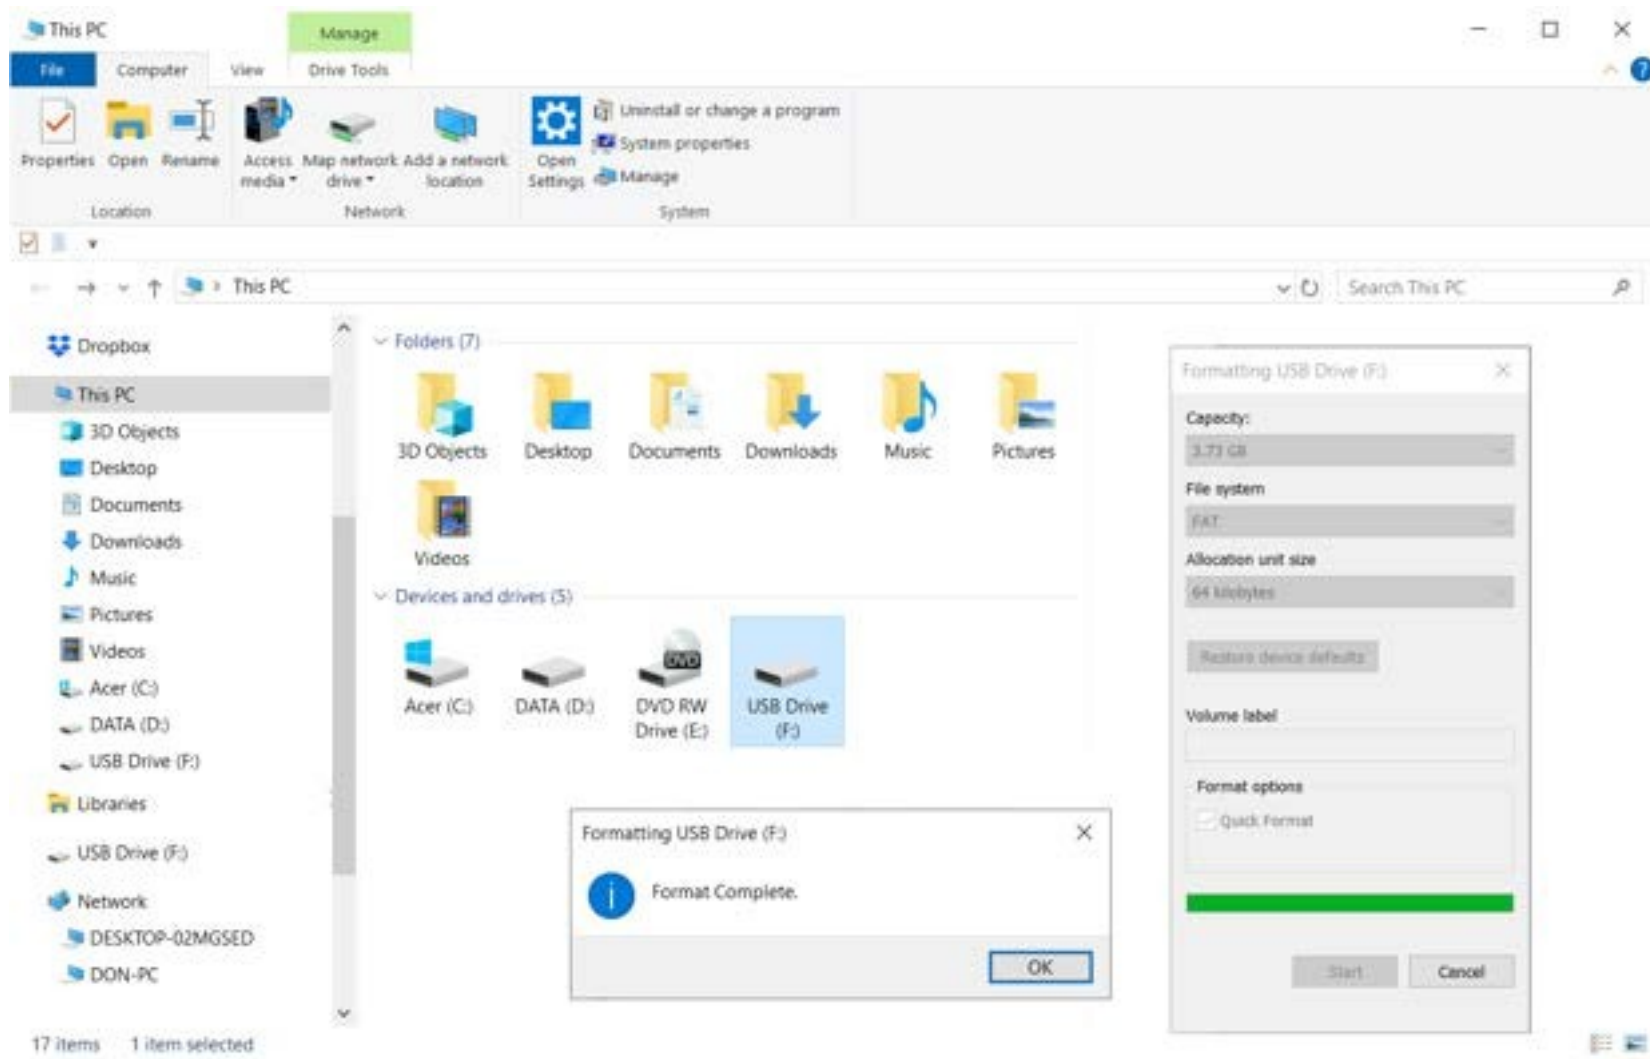 This PC
Manage
File
Computer
View
Drive Tools
Properties
Open
Rename
Access
media
Map network
drive
Add a network
location
Open
Settings
Uninstall or change a program
System properties
Manage
Location
Network
System
This PC
Search This PC
Dropbox
This PC
3D Objects
Desktop
Documents
Downloads
Music
Pictures
Videos
Acer (C:)
DATA (D:)
USB Drive (F:)
Libraries
USB Drive (F:)
Network
DESKTOP-02MGSED
DON-PC
Folders (7)
3D Objects
Desktop
Documents
Downloads
Music
Pictures
Videos
Devices and drives (5)
Acer (C:)
DATA (D:)
DVD
DVD RW
Drive (E:)
USB Drive
(F:)
Formatting USB Drive (F:)
Format Complete.
OK
Formatting USB Drive (F:)
Capacity:
3.73 GB
File system
FAT
Allocation unit size
64 kilobytes
Restore device defaults
Volume label
Format options
Quick Format
Start
Cancel
17 items
1 item selected